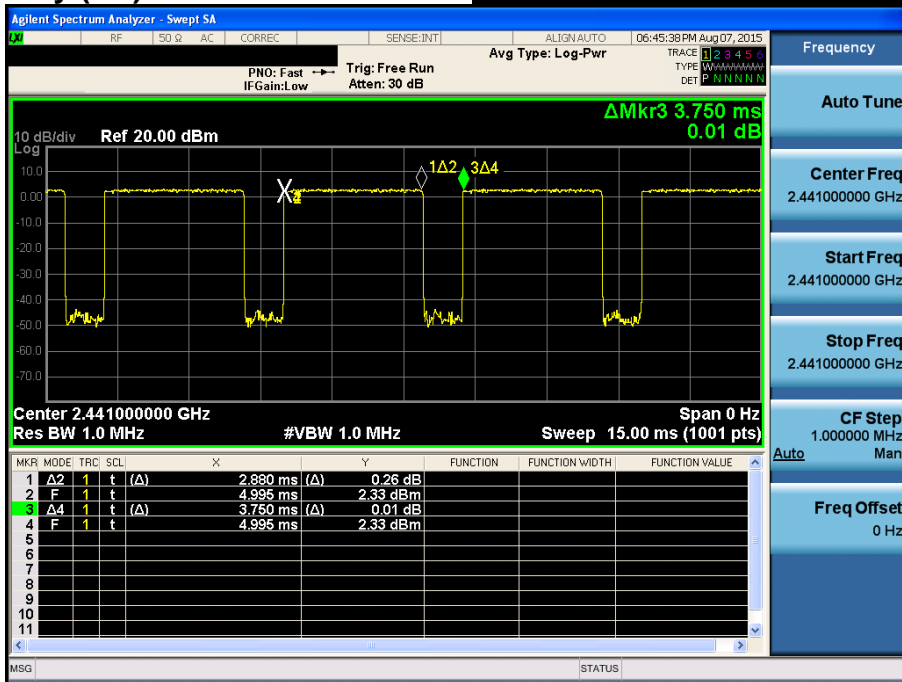 Agilent Spectrum Analyzer - Swept SA
LXI RF 50 Ω AC CORREC SENSE:INT ALIGN AUTO 06:45:38 PM Aug 07, 2015
Avg Type: Log-Pwr TRACE 1 2 3 4 5 6
PNO: Fast Trig: Free Run TYPE
IFGain:Low Atten: 30 dB DET P N N N N N
ΔMkr3 3.750 ms
10 dB/div Ref 20.00 dBm 0.01 dB
Log
10.0
0.00
-10.0
-20.0
-30.0
-40.0
-50.0
-60.0
-70.0
1Δ2 3Δ4
X
Center 2.441000000 GHz Span 0 Hz
Res BW 1.0 MHz #VBW 1.0 MHz Sweep 15.00 ms (1001 pts)
MKR MODE TRC SCL X Y FUNCTION FUNCTION WIDTH FUNCTION VALUE
1 Δ2 1 t (Δ) 2.880 ms (Δ) 0.26 dB
2 F 1 t 4.995 ms 2.33 dBm
3 Δ4 1 t (Δ) 3.750 ms (Δ) 0.01 dB
4 F 1 t 4.995 ms 2.33 dBm
5
6
7
8
9
10
11
MSG STATUS
Frequency
Auto Tune
Center Freq
2.441000000 GHz
Start Freq
2.441000000 GHz
Stop Freq
2.441000000 GHz
CF Step
1.000000 MHz
Auto Man
Freq Offset
0 Hz